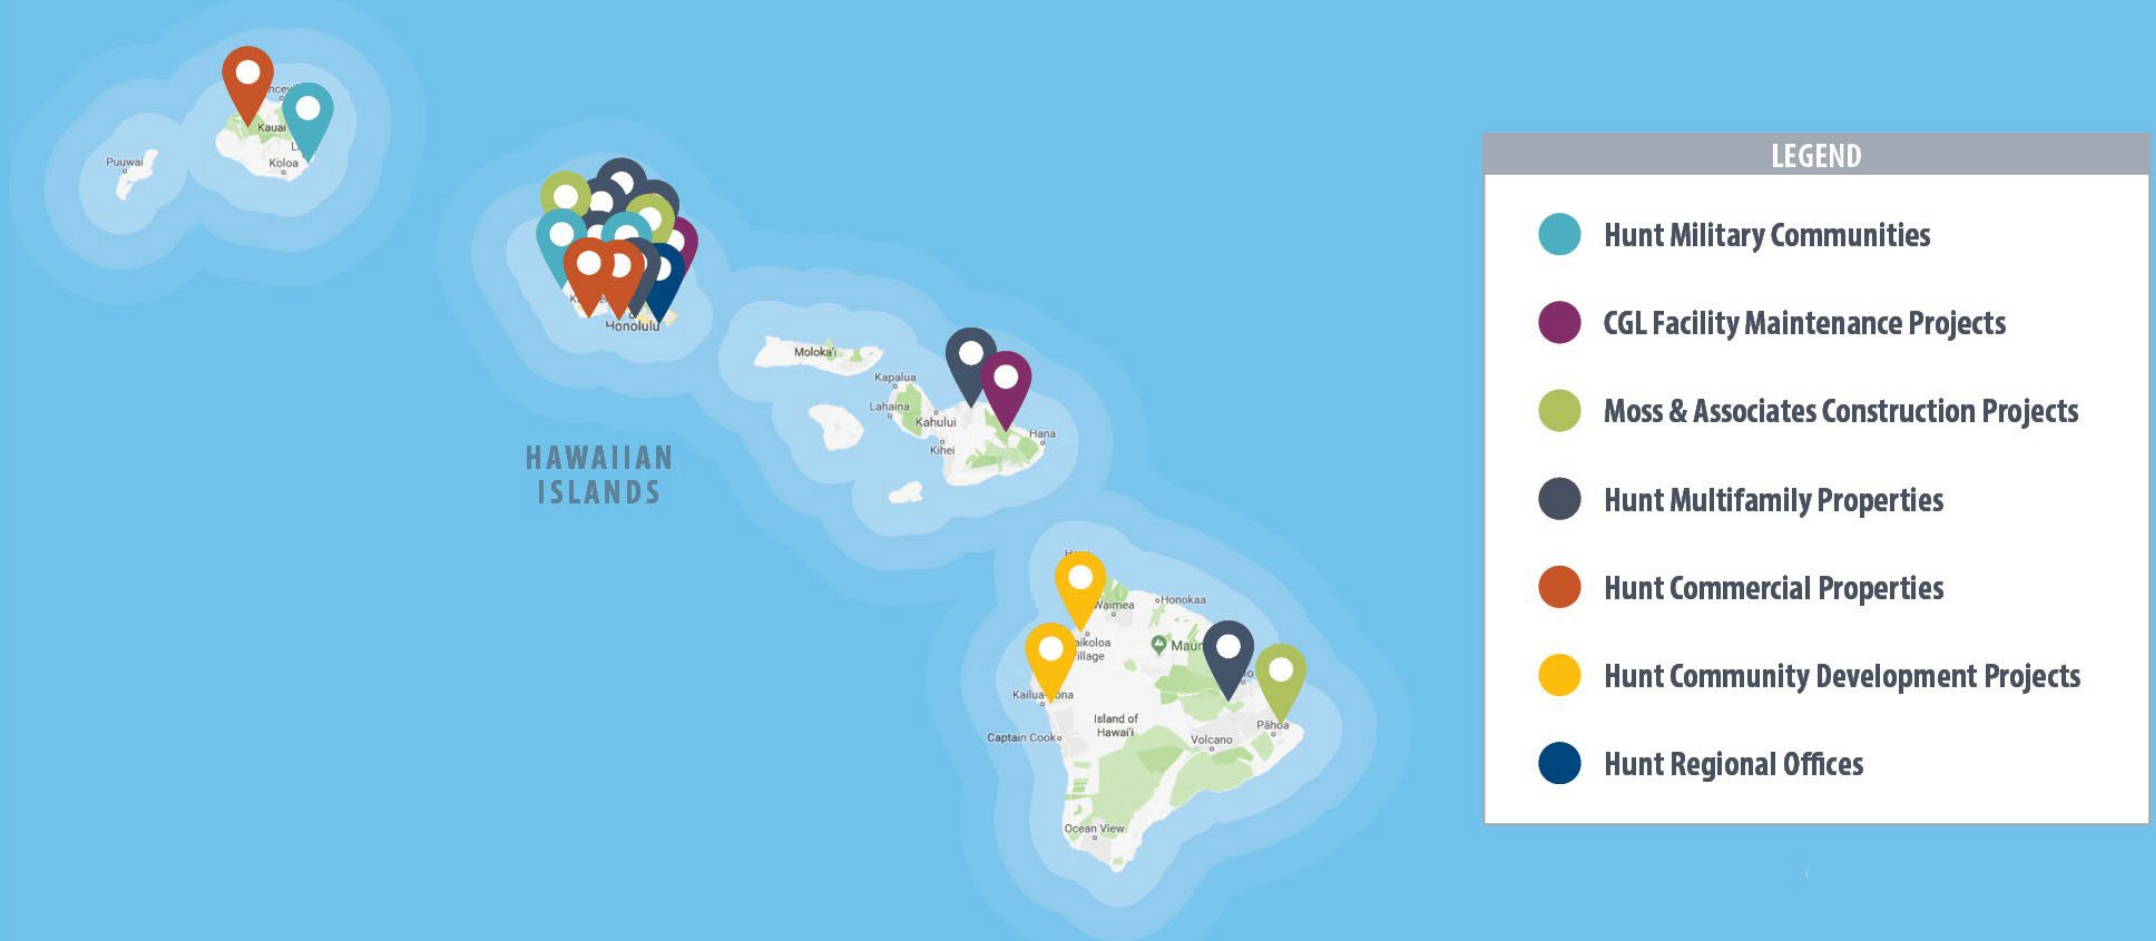 Kauai
Koloa
Puuwai
Honolulu
HAWAIIAN
ISLANDS
Moloka'i
Kapalua
Lahaina
Kahului
Kihei
Hana
Waimea
Honokaa
Captain Cook
Island of
Hawai'i
Volcano
Pāhoa
Ocean View
LEGEND
Hunt Military Communities
CGL Facility Maintenance Projects
Moss & Associates Construction Projects
Hunt Multifamily Properties
Hunt Commercial Properties
Hunt Community Development Projects
Hunt Regional Offices